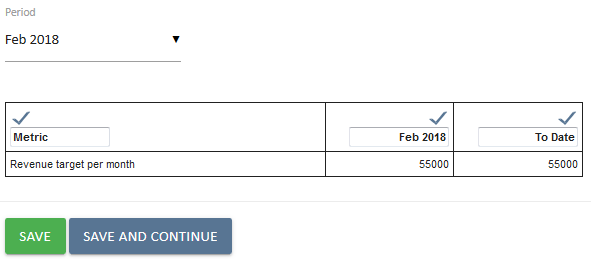 Period
Feb 2018
Metric Feb 2018 To Date
Revenue target per month 55000 55000
SAVE SAVE AND CONTINUE